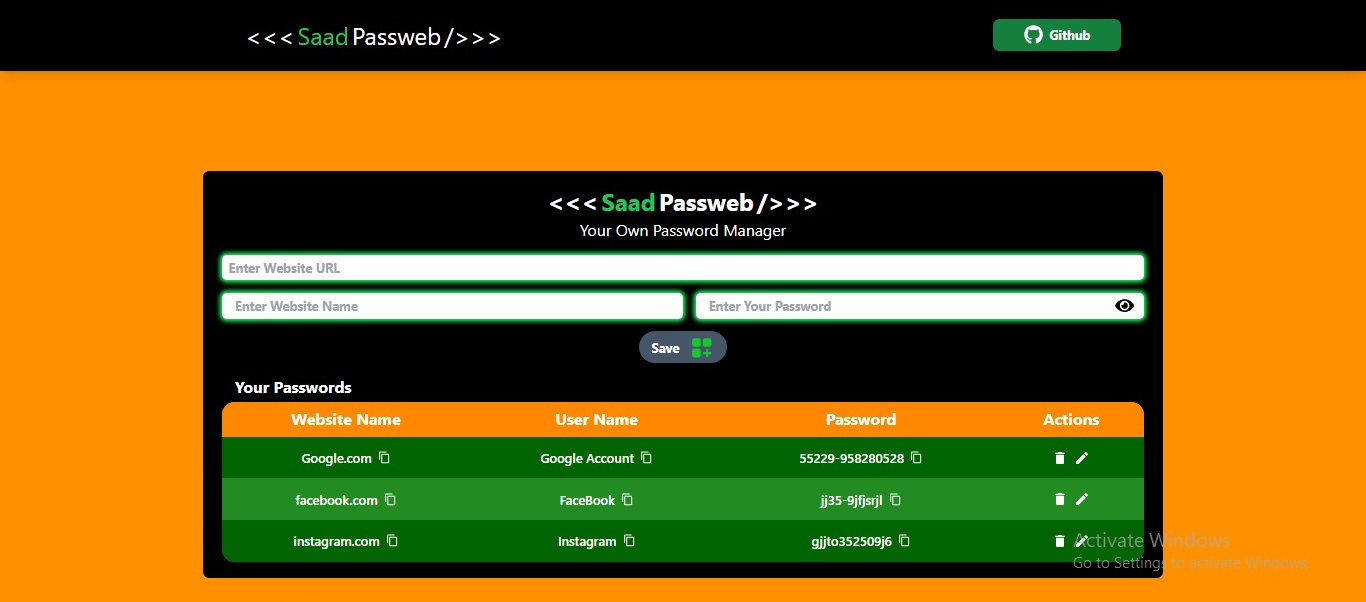 <<< Saad Passweb />>>
Github
<<< Saad Passweb />>>
Your Own Password Manager
Enter Website URL
Enter Website Name Enter Your Password
Save
Your Passwords
Website Name User Name Password Actions
Google.com Google Account 55229-958280528
facebook.com FaceBook jj35-9jfjsrjl
instagram.com Instagram gjjto352509j6
Activate Windows
Go to Settings to activate Windows.